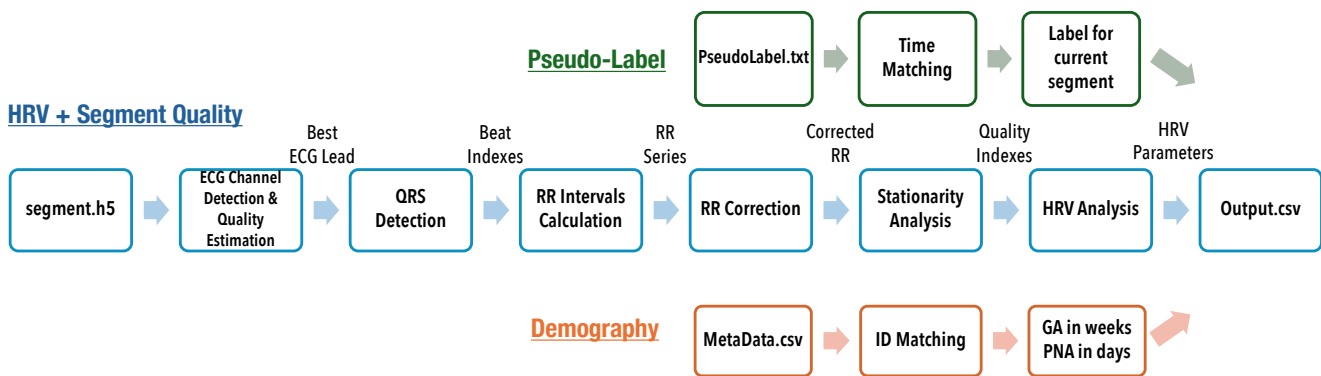 Pseudo-Label
PseudoLabel.txt
Time
Matching
Label for
current
segment
HRV + Segment Quality
Best
ECG Lead
Beat
Indexes
RR
Series
Corrected
RR
Quality
Indexes
HRV
Parameters
segment.h5
ECG Channel
Detection &
Quality
Estimation
QRS
Detection
RR Intervals
Calculation
RR Correction
Stationarity
Analysis
HRV Analysis
Output.csv
Demography
MetaData.csv
ID Matching
GA in weeks
PNA in days